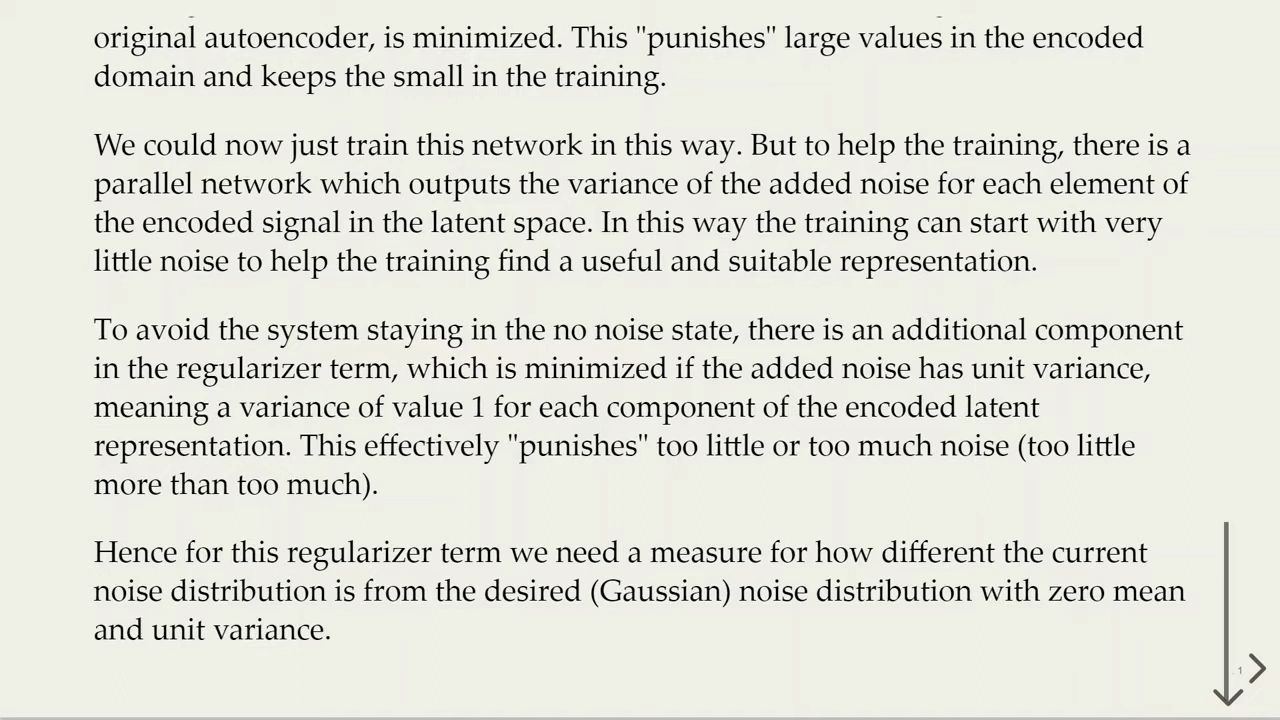 original autoencoder, is minimized. This "punishes" large values in the encoded
domain and keeps the small in the training.
We could now just train this network in this way. But to help the training, there is a
parallel network which outputs the variance of the added noise for each element of
the encoded signal in the latent space. In this way the training can start with very
little noise to help the training find a useful and suitable representation.
To avoid the system staying in the no noise state, there is an additional component
in the regularizer term, which is minimized if the added noise has unit variance,
meaning a variance of value 1 for each component of the encoded latent
representation. This effectively "punishes" too little or too much noise (too little
more than too much).
Hence for this regularizer term we need a measure for how different the current
noise distribution is from the desired (Gaussian) noise distribution with zero mean
and unit variance.
. 1